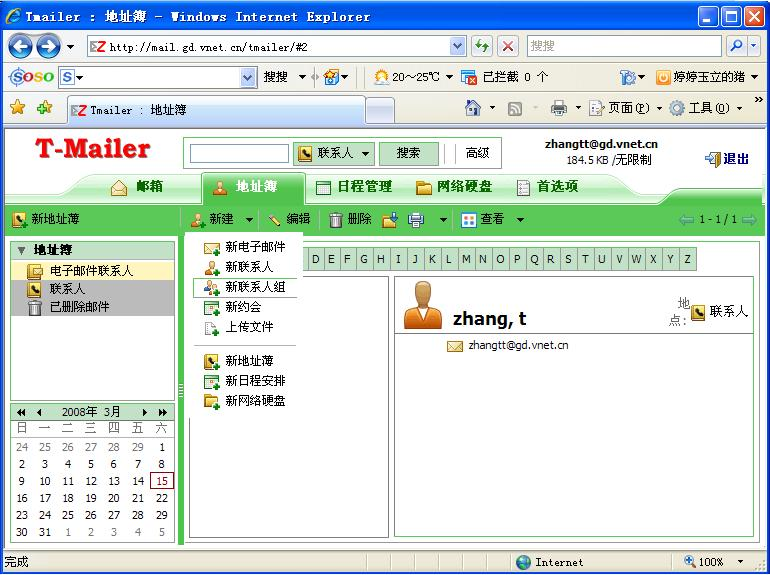 Tmailer : 地址簿 - Windows Internet Explorer
http://mail.gd.vnet.cn/tmailer/#2
搜搜
SOSO S 搜搜 20～25℃ 已拦截 0 个 婷婷玉立的猪
Tmailer : 地址簿 页面(P) 工具(O) »
T-Mailer 联系人 搜索 高级 zhangtt@gd.vnet.cn
184.5 KB /无限制 退出
邮箱 地址簿 日程管理 网络硬盘 首选项
新地址簿 新建 编辑 删除 查看 1 - 1 / 1
地址簿
电子邮件联系人
联系人
已删除邮件
新电子邮件
新联系人
新联系人组
新约会
上传文件
新地址薄
新日程安排
新网络硬盘
D E F G H I J K L M N O P Q R S T U V W X Y Z
zhang, t 地点: 联系人
zhangtt@gd.vnet.cn
2008年 3月
日 一 二 三 四 五 六
24 25 26 27 28 29 1
2 3 4 5 6 7 8
9 10 11 12 13 14 15
16 17 18 19 20 21 22
23 24 25 26 27 28 29
30 31 1 2 3 4 5
完成 Internet 100%